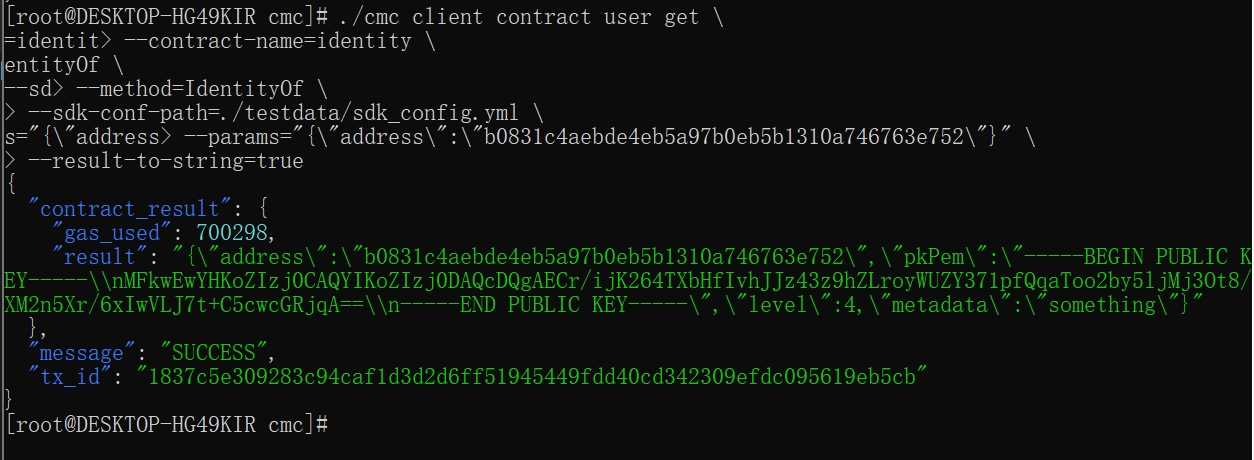 [root@DESKTOP-HG49KIR cmc]# ./cmc client contract user get \
=identit> --contract-name=identity \
entityOf \
--sd> --method=IdentityOf \
> --sdk-conf-path=./testdata/sdk_config.yml \
s="{\"address> --params="{\"address\":\"b0831c4aebde4eb5a97b0eb5b1310a746763e752\"}" \
> --result-to-string=true
{
  "contract_result": {
    "gas_used": 700298,
    "result": "{\"address\":\"b0831c4aebde4eb5a97b0eb5b1310a746763e752\",\"pkPem\":\"-----BEGIN PUBLIC K
EY-----\\nMFkwEwYHKoZIzj0CAQYIKoZIzj0DAQcDQgAECr/ijK264TXbHfIvhJJz43z9hZLroyWUZY371pfQqaToo2by5ljMj3Ot8/
XM2n5Xr/6xIwVLJ7t+C5cwcGRjqA==\\n-----END PUBLIC KEY-----\",\"level\":4,\"metadata\":\"something\"}"
  },
  "message": "SUCCESS",
  "tx_id": "1837c5e309283c94caf1d3d2d6ff51945449fdd40cd342309efdc095619eb5cb"
}
[root@DESKTOP-HG49KIR cmc]#